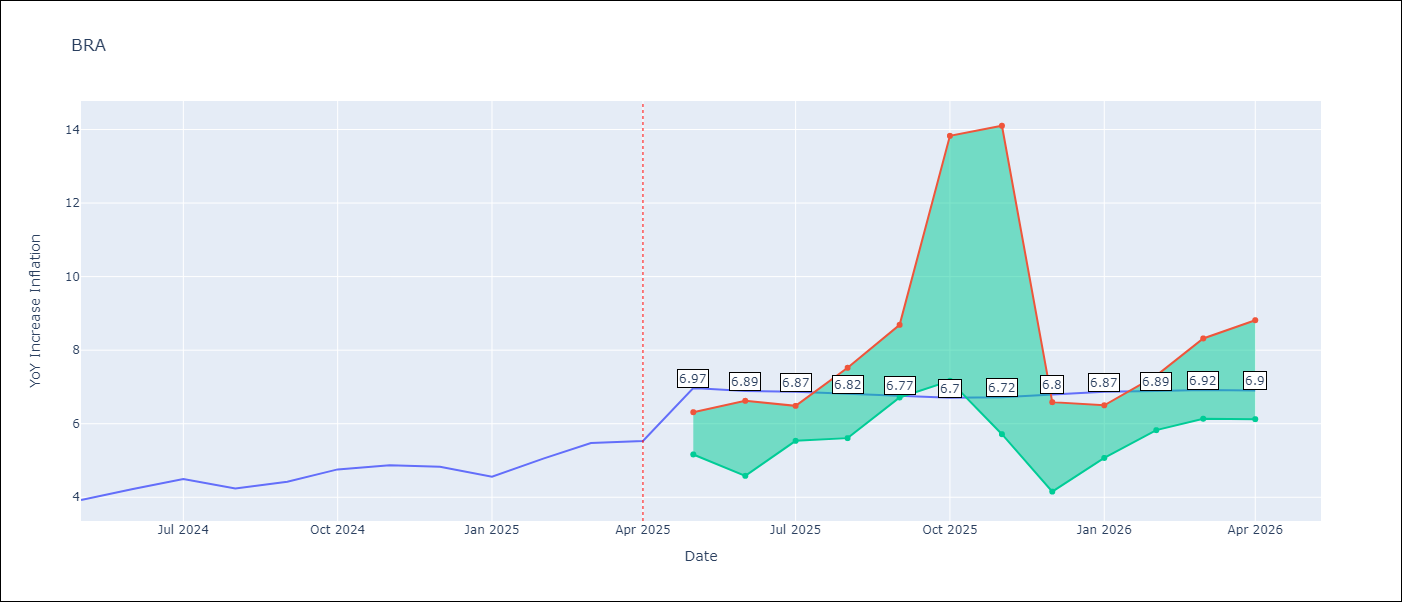 BRA
YoY Increase Inflation
14
12
10
8
6
4
6.97
6.89
6.87
6.82
6.77
6.7
6.72
6.8
6.87
6.89
6.92
6.9
Jul 2024
Oct 2024
Jan 2025
Apr 2025
Jul 2025
Oct 2025
Jan 2026
Apr 2026
Date